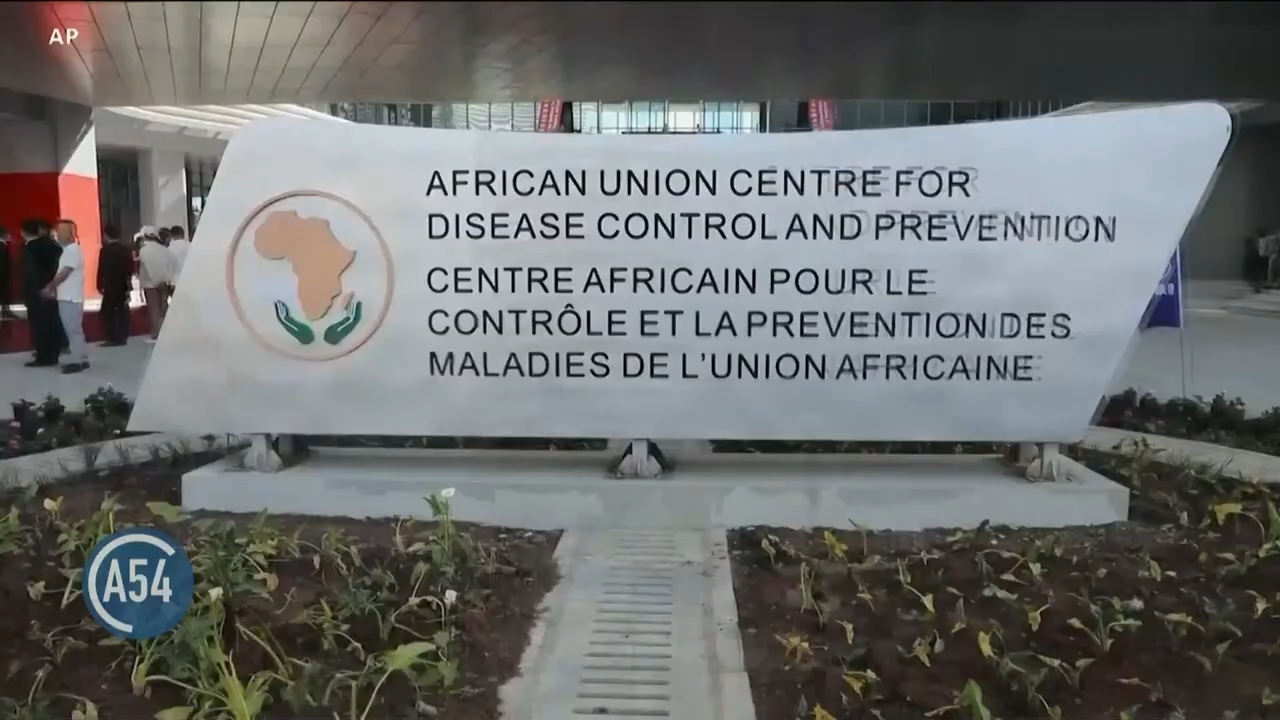 AP
AFRICAN UNION CENTRE FOR
DISEASE CONTROL AND PREVENTION
CENTRE AFRICAIN POUR LE
CONTRÔLE ET LA PREVENTION DES
MALADIES DE L'UNION AFRICAINE
A54